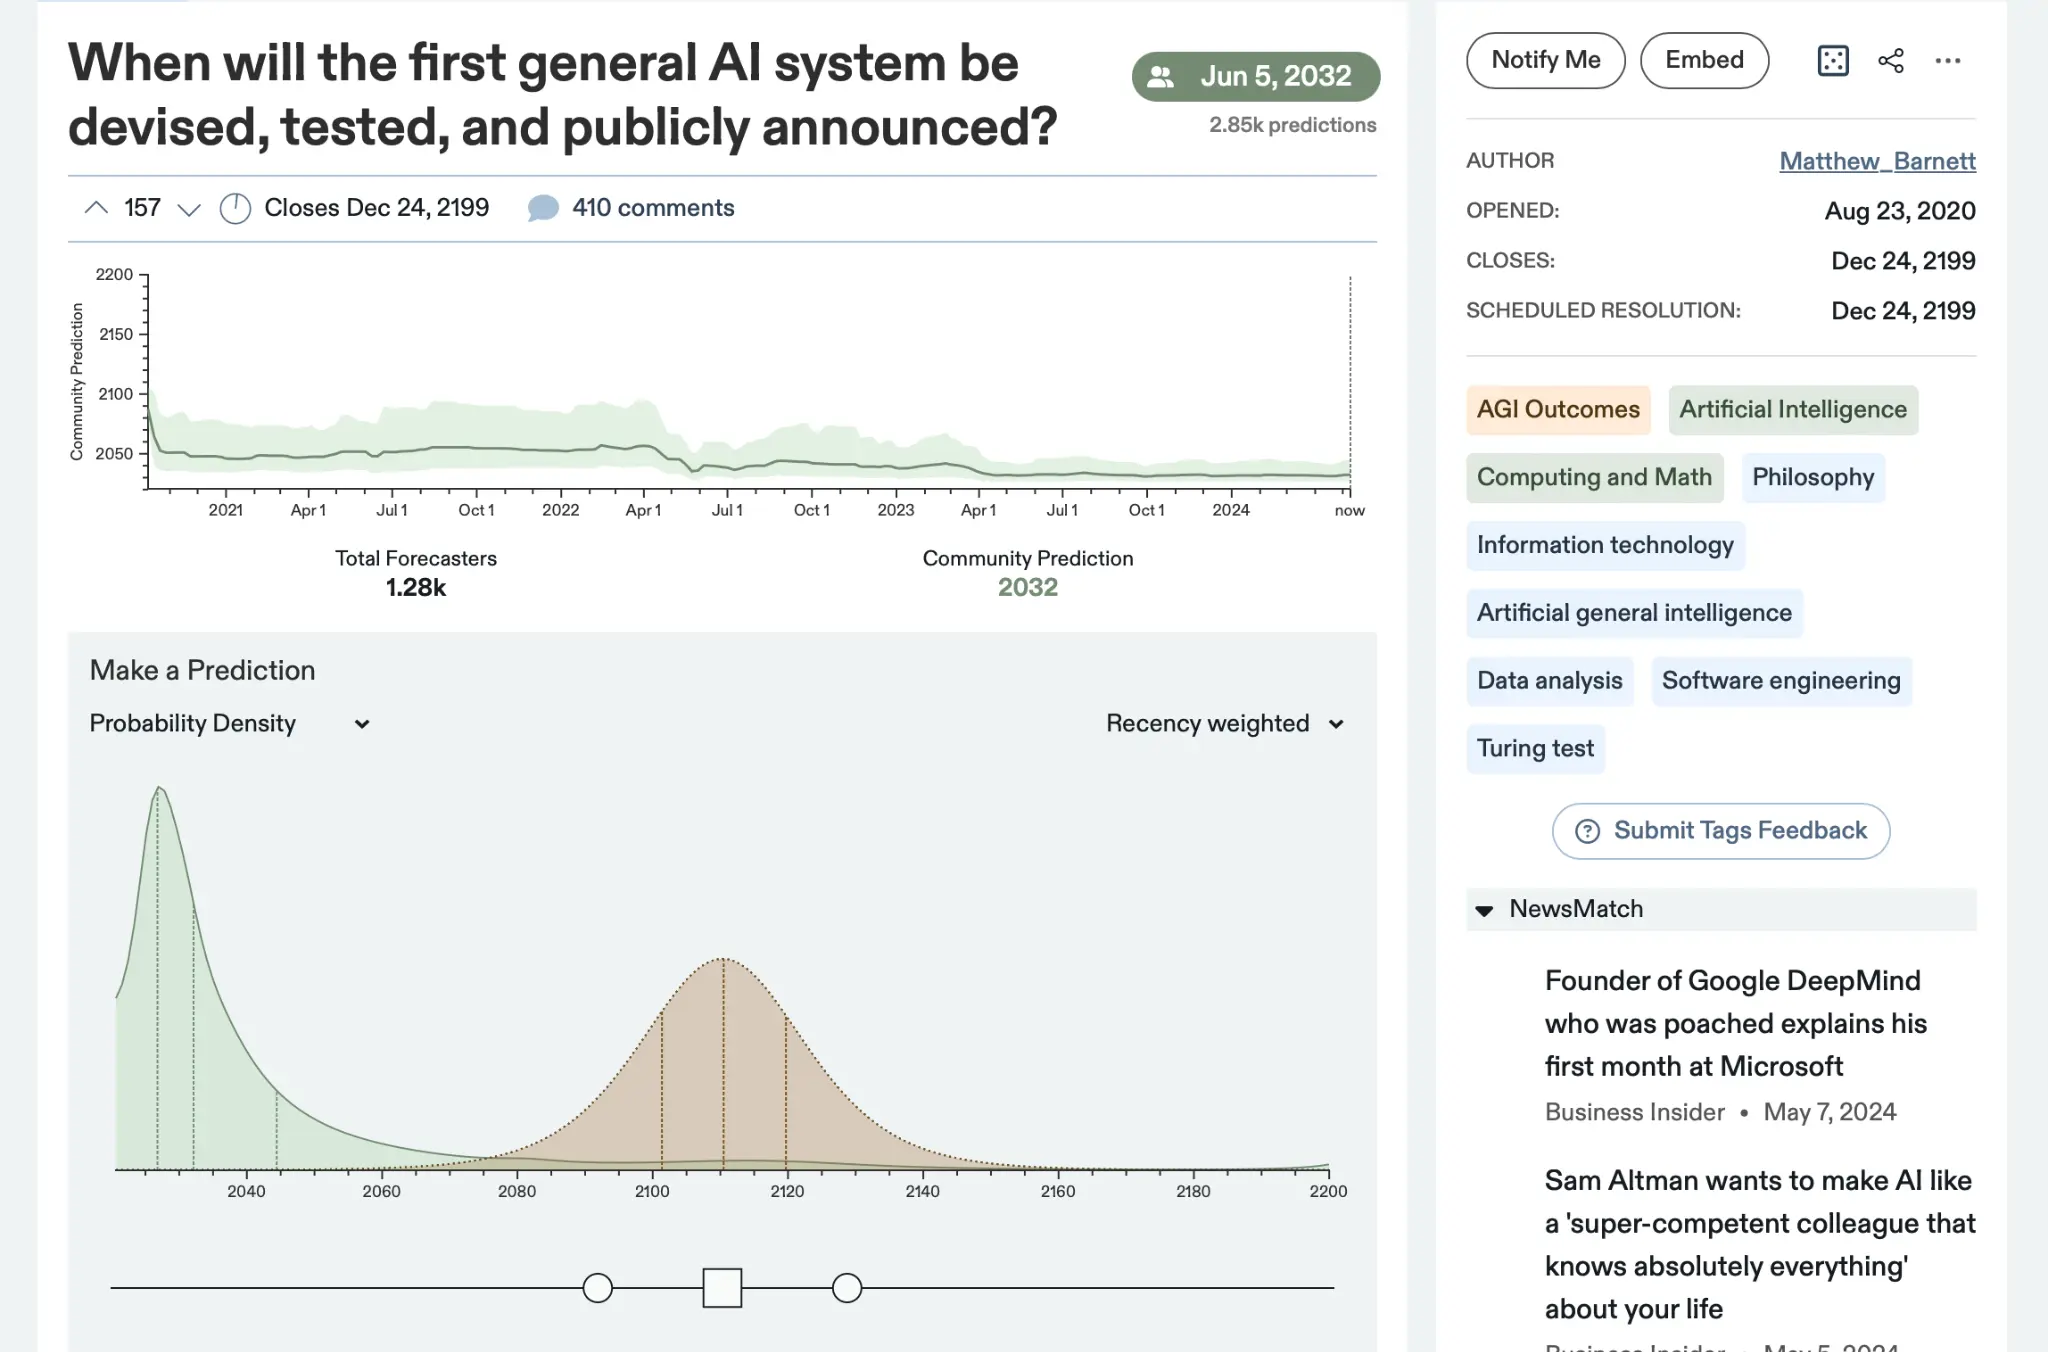 When will the first general AI system be
devised, tested, and publicly announced?
Jun 5, 2032
2.85k predictions
157
Closes Dec 24, 2199
410 comments
Community Prediction
2200
2150
2100
2050
2021
Apr 1
Jul 1
Oct 1
2022
Apr 1
Jul 1
Oct 1
2023
Apr 1
Jul 1
Oct 1
2024
now
Total Forecasters
1.28k
Community Prediction
2032
Make a Prediction
Probability Density
Recency weighted
2040
2060
2080
2100
2120
2140
2160
2180
2200
Notify Me
Embed
AUTHOR
Matthew_Barnett
OPENED:
Aug 23, 2020
CLOSES:
Dec 24, 2199
SCHEDULED RESOLUTION:
Dec 24, 2199
AGI Outcomes
Artificial Intelligence
Computing and Math
Philosophy
Information technology
Artificial general intelligence
Data analysis
Software engineering
Turing test
? Submit Tags Feedback
NewsMatch
Founder of Google DeepMind
who was poached explains his
first month at Microsoft
Business Insider • May 7, 2024
Sam Altman wants to make AI like
a 'super-competent colleague that
knows absolutely everything'
about your life
Business Insider • May 5, 2024